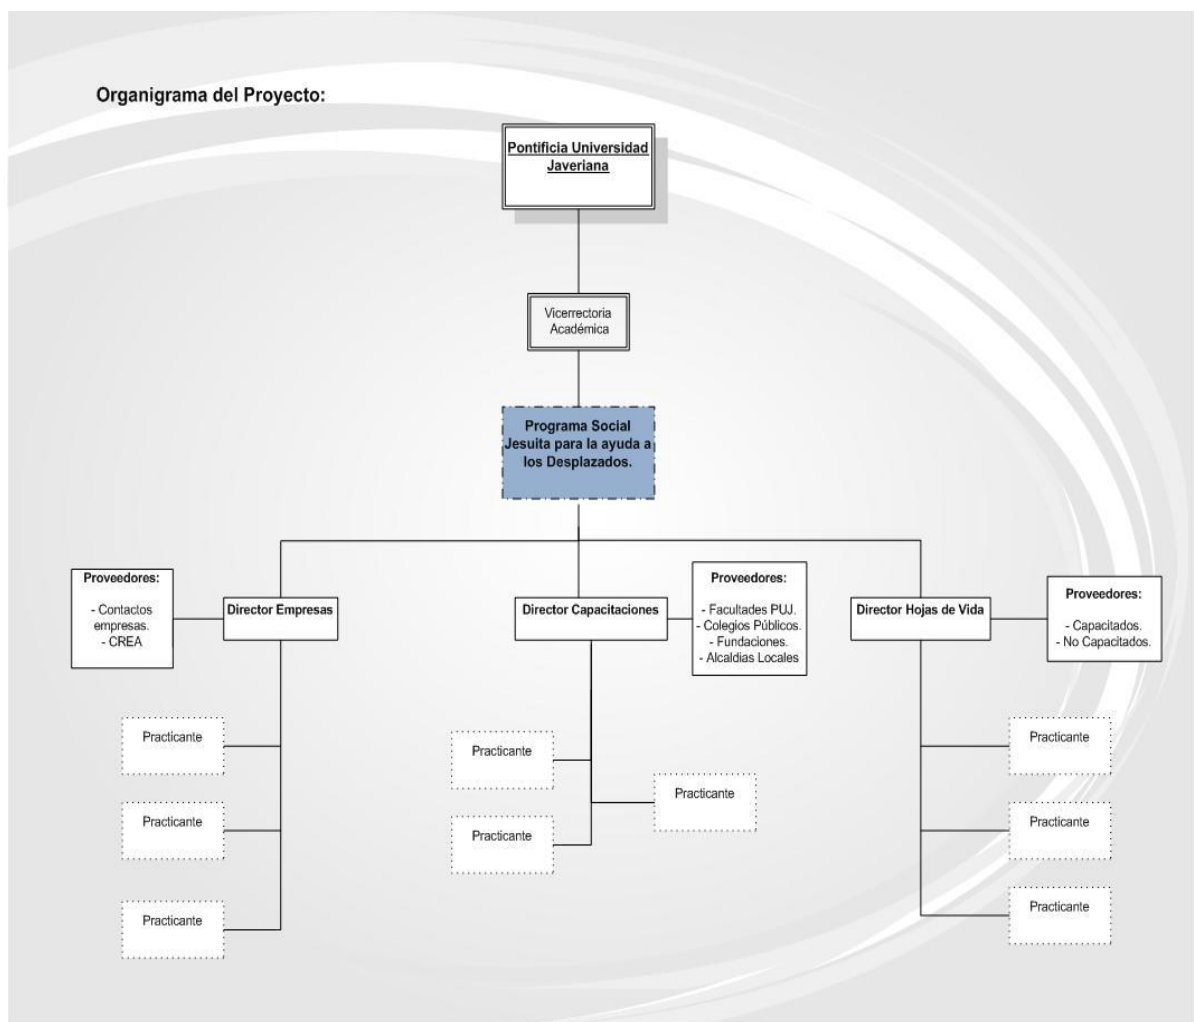 Organigrama del Proyecto:
Pontificia Universidad
Javeriana
Vicerrectoria
Académica
Programa Social
Jesuita para la ayuda a
los Desplazados.
Proveedores:
- Contactos
empresas.
- CREA
Director Empresas
Director Capacitaciones
Proveedores:
- Facultades PUJ.
- Colegios Públicos.
- Fundaciones.
- Alcaldias Locales
Director Hojas de Vida
Proveedores:
- Capacitados.
- No Capacitados.
Practicante
Practicante
Practicante
Practicante
Practicante
Practicante
Practicante
Practicante
Practicante